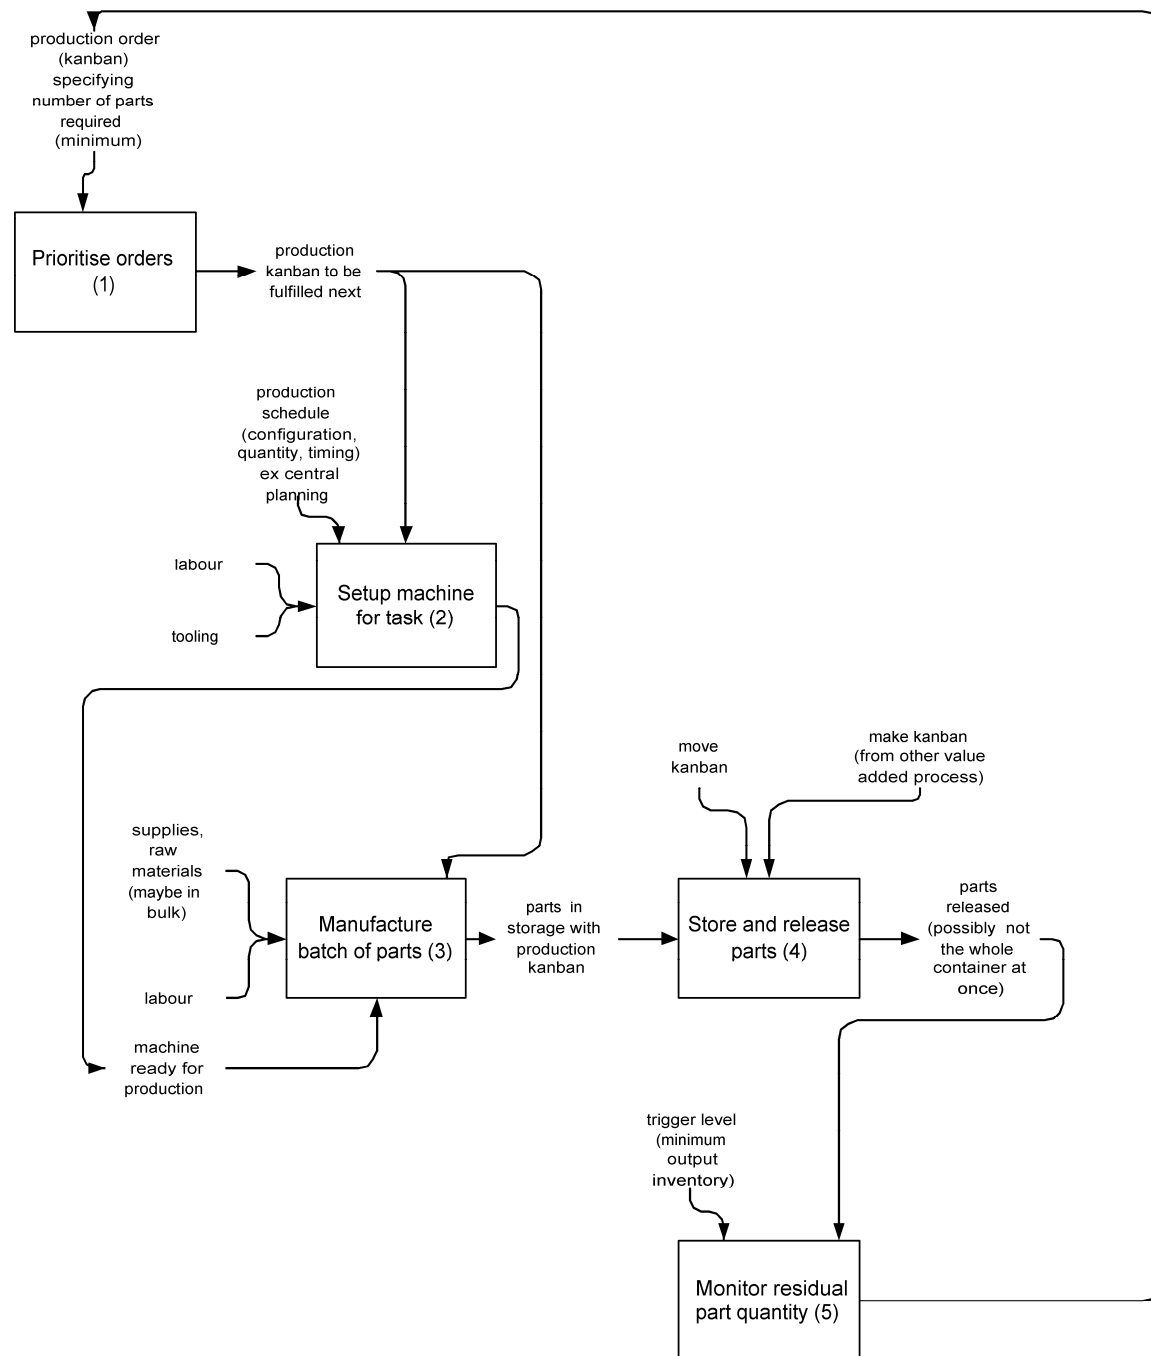 production order
(kanban)
specifying
number of parts
required
(minimum)
Prioritise orders
(1)
production
kanban to be
fulfilled next
production
schedule
(configuration,
quantity, timing)
ex central
planning
labour
tooling
Setup machine
for task (2)
move
kanban
make kanban
(from other value
added process)
supplies,
raw
materials
(maybe in
bulk)
labour
machine
ready for
production
Manufacture
batch of parts (3)
parts in
storage with
production
kanban
Store and release
parts (4)
parts
released
(possibly not
the whole
container at
once)
trigger level
(minimum
output
inventory)
Monitor residual
part quantity (5)